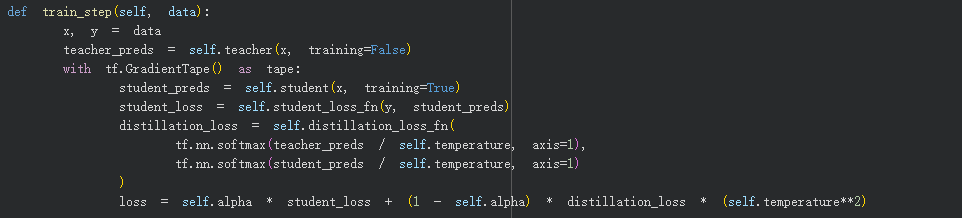 def train_step(self, data):
x, y = data
teacher_preds = self.teacher(x, training=False)
with tf.GradientTape() as tape:
student_preds = self.student(x, training=True)
student_loss = self.student_loss_fn(y, student_preds)
distillation_loss = self.distillation_loss_fn(
tf.nn.softmax(teacher_preds / self.temperature, axis=1),
tf.nn.softmax(student_preds / self.temperature, axis=1)
)
loss = self.alpha * student_loss + (1 - self.alpha) * distillation_loss * (self.temperature**2)